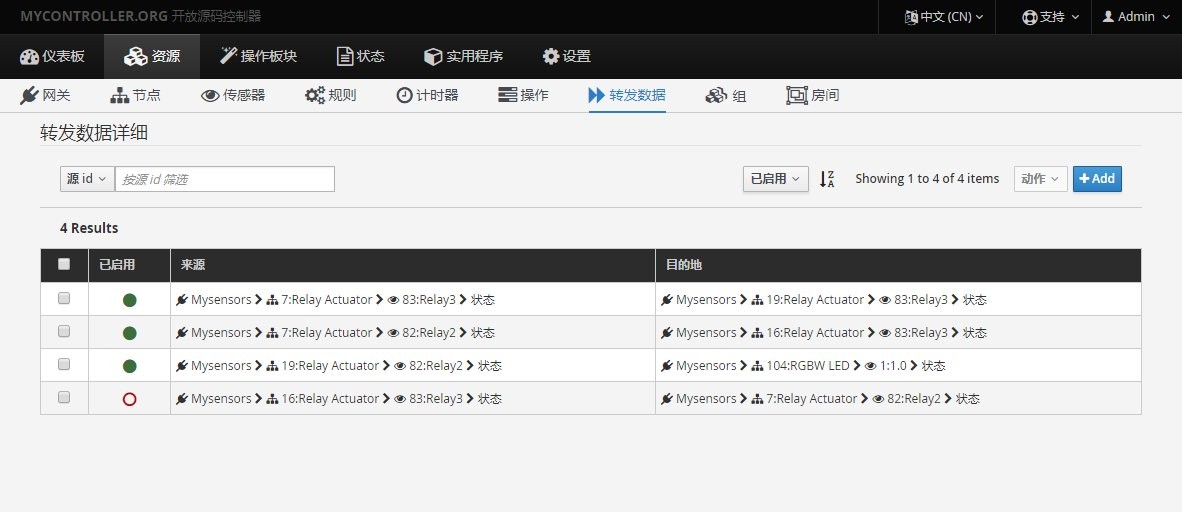 MYCONTROLLER.ORG 开放源码控制器 中文 (CN) 支持 Admin
仪表板 资源 操作板块 状态 实用程序 设置
网关 节点 传感器 规则 计时器 操作 转发数据 组 房间
转发数据详细
源 id 按源 id 筛选 已启用 Showing 1 to 4 of 4 items 动作 Add
4 Results
已启用 来源 目的地
Mysensors 7:Relay Actuator 83:Relay3 状态 Mysensors 19:Relay Actuator 83:Relay3 状态
Mysensors 7:Relay Actuator 82:Relay2 状态 Mysensors 16:Relay Actuator 83:Relay3 状态
Mysensors 19:Relay Actuator 82:Relay2 状态 Mysensors 104:RGBW LED 1:1.0 状态
Mysensors 16:Relay Actuator 83:Relay3 状态 Mysensors 7:Relay Actuator 82:Relay2 状态